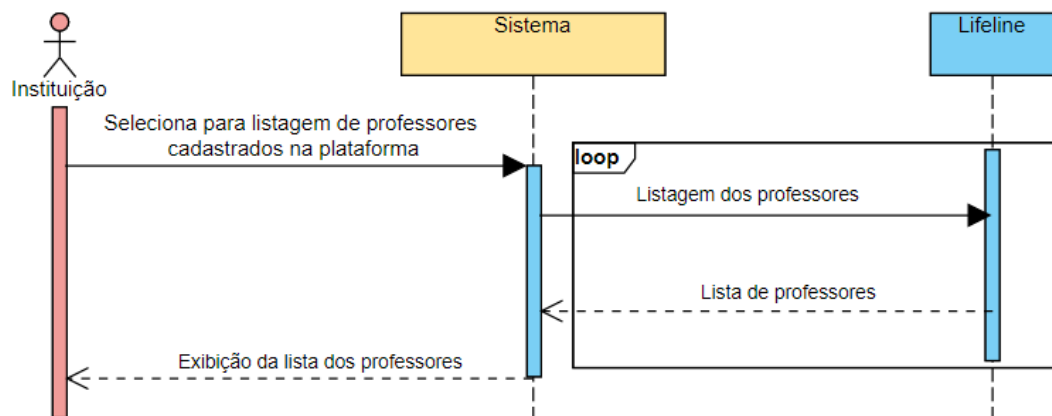 Sistema
Lifeline
Instituição
Seleciona para listagem de professores
cadastrados na plataforma
loop
Listagem dos professores
Lista de professores
Exibição da lista dos professores